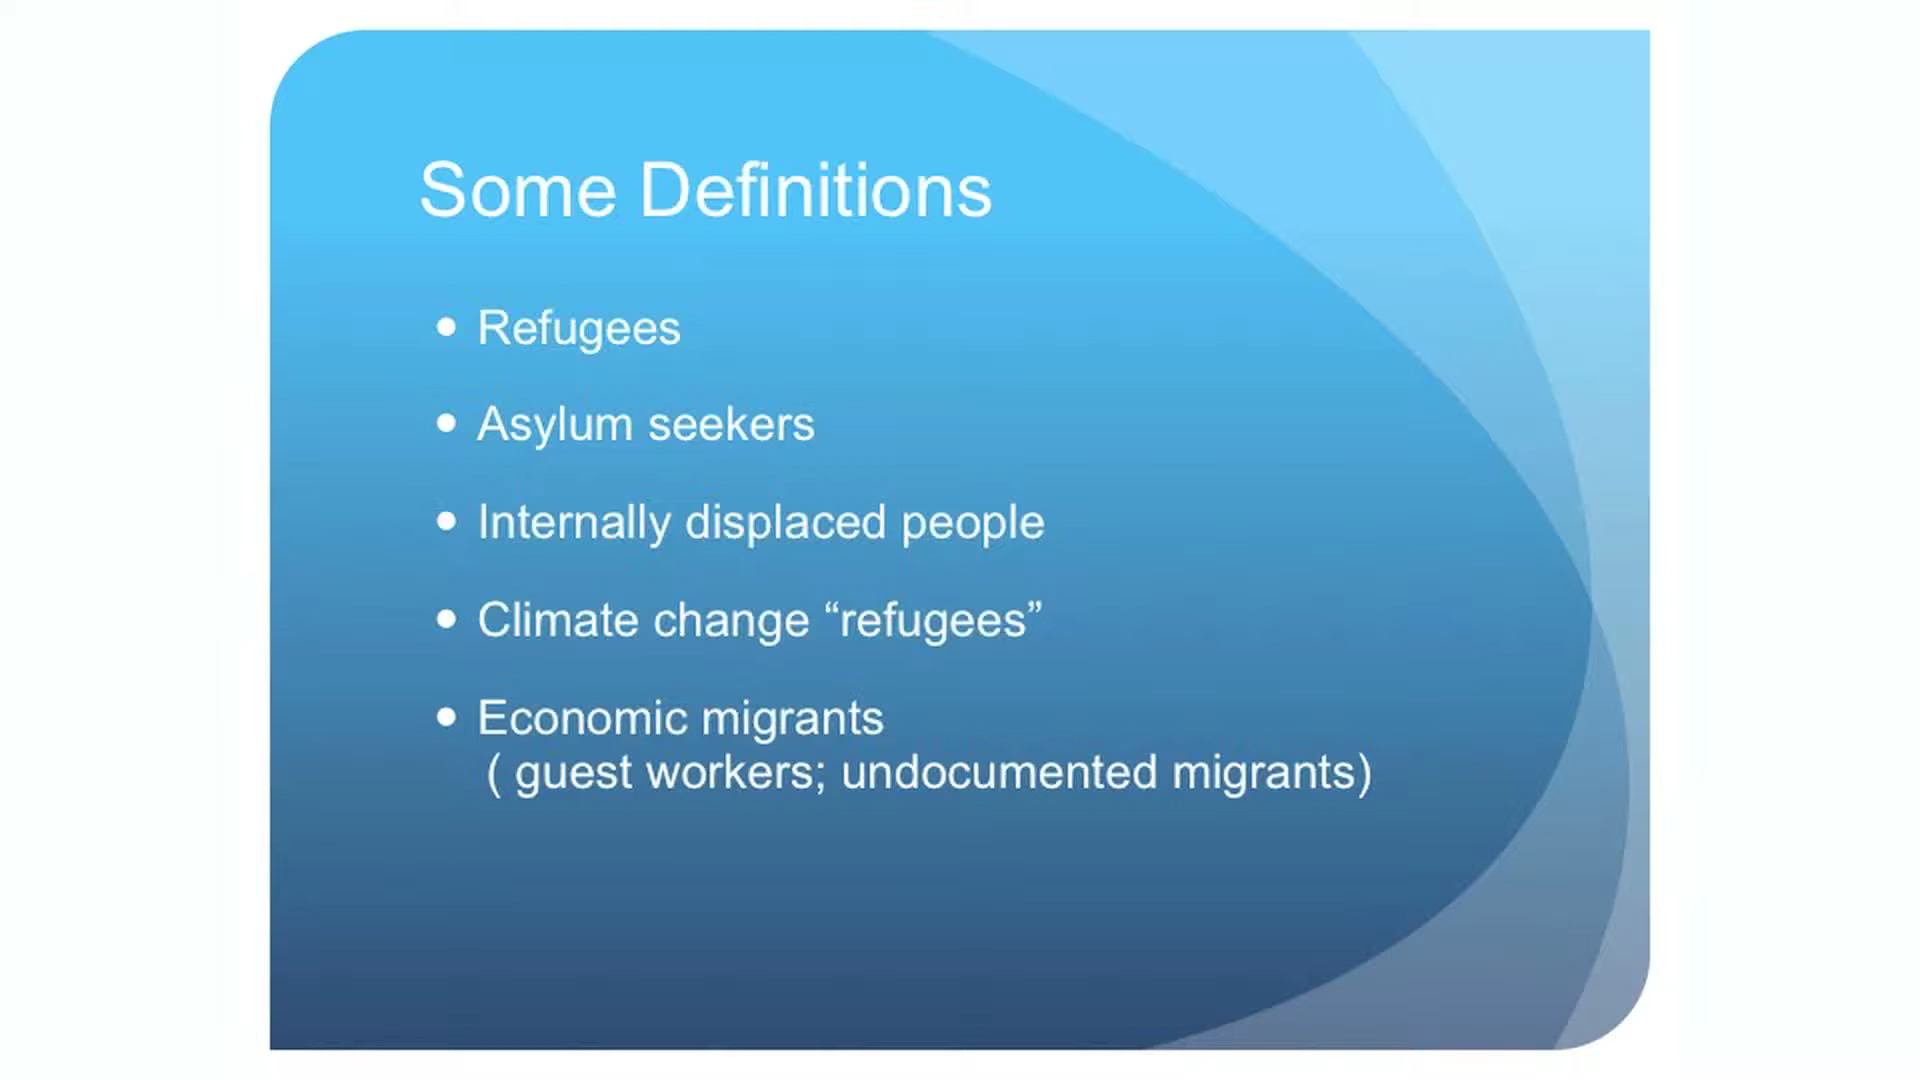 Some Definitions
• Refugees
• Asylum seekers
• Internally displaced people
• Climate change “refugees”
• Economic migrants
( guest workers; undocumented migrants)